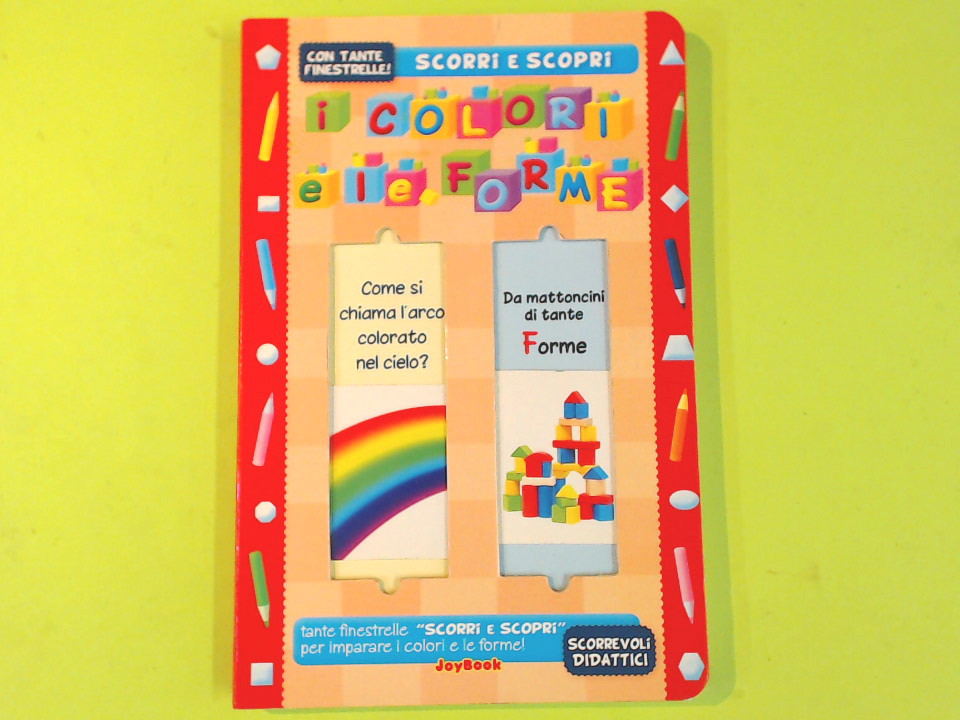 CON TANTE
FINESTRELLE!
SCORRI E SCOPRI
i COLORI
e le FORME
Come si
chiama l'arco
colorato
nel cielo?
Da mattoncini
di tante
Forme
tante finestrelle "SCORRI E SCOPRI"
per imparare i colori e le forme!
SCORREVOLI
DIDATTICI
JoyBook